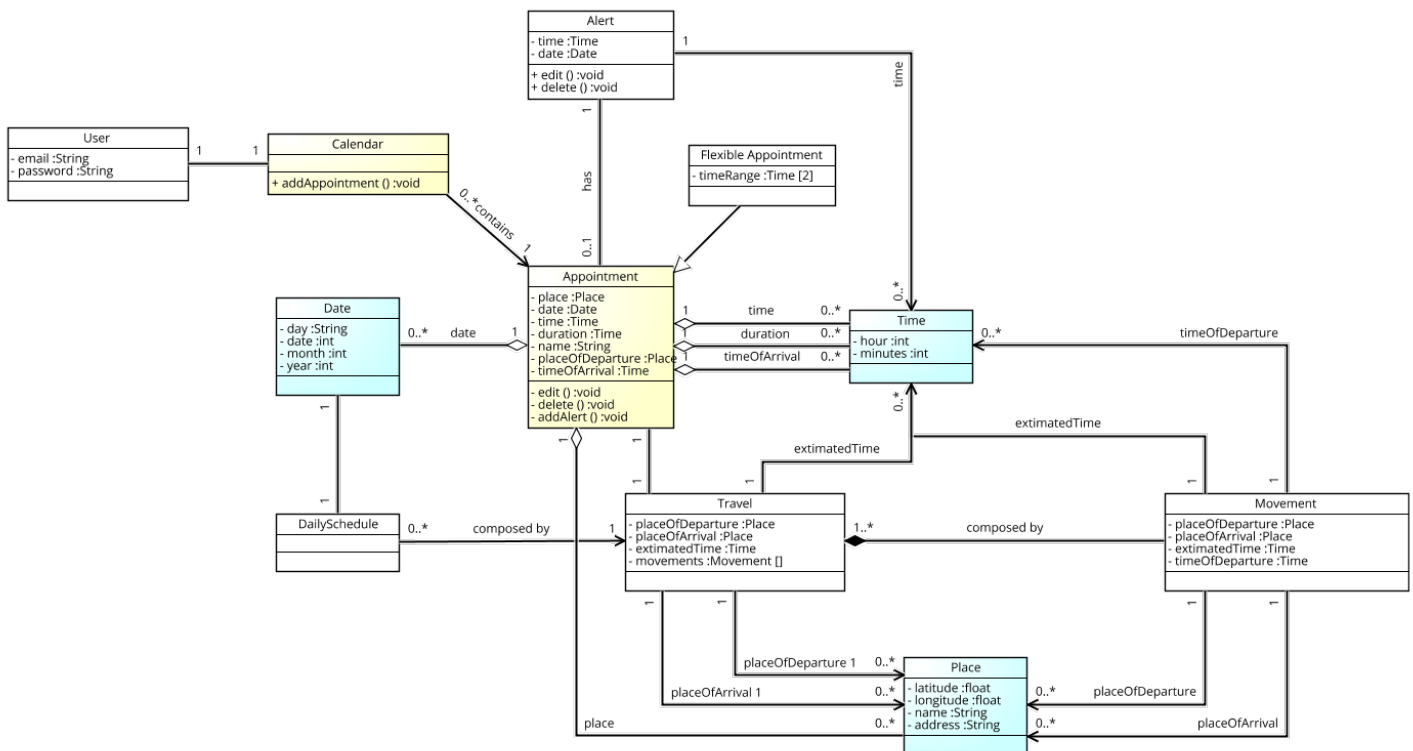 Alert
- time :Time
- date :Date
+ edit () :void
+ delete () :void
1
time
0..*
1
has
0..1
User
- email :String
- password :String
1
1
Calendar
+ addAppointment () :void
0..*
contains
1
Flexible Appointment
- timeRange :Time [2]
Appointment
- place :Place
- date :Date
- time :Time
- duration :Time
- name :String
- placeOfDeparture :Place
- timeOfArrival :Time
- edit () :void
- delete () :void
- addAlert () :void
Date
- day :String
- date :int
- month :int
- year :int
0..*
date
1
1
time
0..*
1
duration
0..*
1
timeOfArrival
0..*
Time
- hour :int
- minutes :int
0..*
timeOfDeparture
0..*
extimatedTime
extimatedTime
1
1
1
1
1
1
1
1
DailySchedule
0..*
composed by
1
Travel
- placeOfDeparture :Place
- placeOfArrival :Place
- extimatedTime :Time
- movements :Movement []
1..*
composed by
Movement
- placeOfDeparture :Place
- placeOfArrival :Place
- extimatedTime :Time
- timeOfDeparture :Time
1
1
1
1
placeOfDeparture 1
0..*
placeOfArrival 1
0..*
place
0..*
Place
- latitude :float
- longitude :float
- name :String
- address :String
0..*
placeOfDeparture
0..*
placeOfArrival